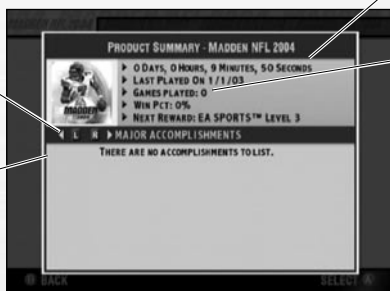 PRODUCT SUMMARY - MADDEN NFL 2004
0 DAYS, 0 HOURS, 9 MINUTES, 50 SECONDS
LAST PLAYED ON 1/1/03
GAMES PLAYED: 0
WIN PCT: 0%
NEXT REWARD: EA SPORTS™ LEVEL 3
MADDEN
L R MAJOR ACCOMPLISHMENTS
THERE ARE NO ACCOMPLISHMENTS TO LIST.
B BACK
SELECT A